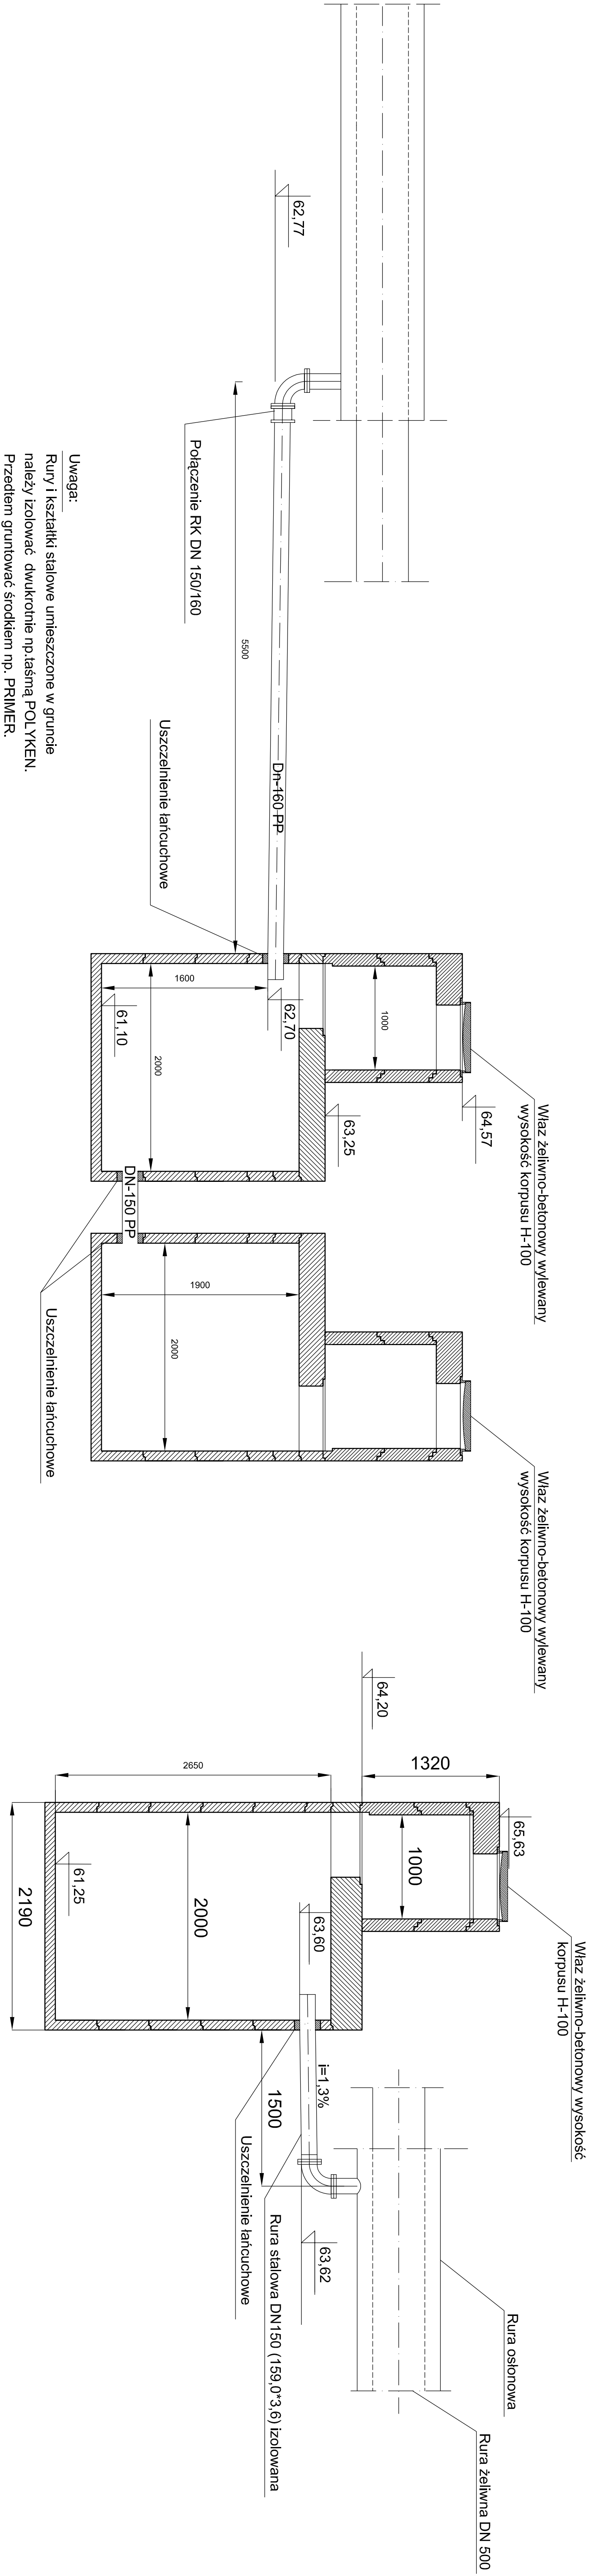 62,77
Połączenie RK DN 150/160
5500
Uwaga:
Rury i kształtki stalowe umieszczone w gruncie
należy izolować dwukrotnie np.taśmą POLYKEN.
Przedtem gruntować środkiem np. PRIMER.
Dn-160 PP
Uszczelnienie łańcuchowe
1600
62,70
61,10
2000
1000
63,25
64,57
Właz żeliwno-betonowy wylewany
wysokość korpusu H-100
DN-150 PP
Uszczelnienie łańcuchowe
1900
2000
Właz żeliwno-betonowy wylewany
wysokość korpusu H-100
64,20
2650
1320
65,63
1000
61,25
2000
2190
63,60
Właz żeliwno-betonowy wysokość
korpusu H-100
i=1,3%
1500
Uszczelnienie łańcuchowe
63,62
Rura stalowa DN150 (159,0*3,6) izolowana
Rura osłonowa
Rura żeliwna DN 500